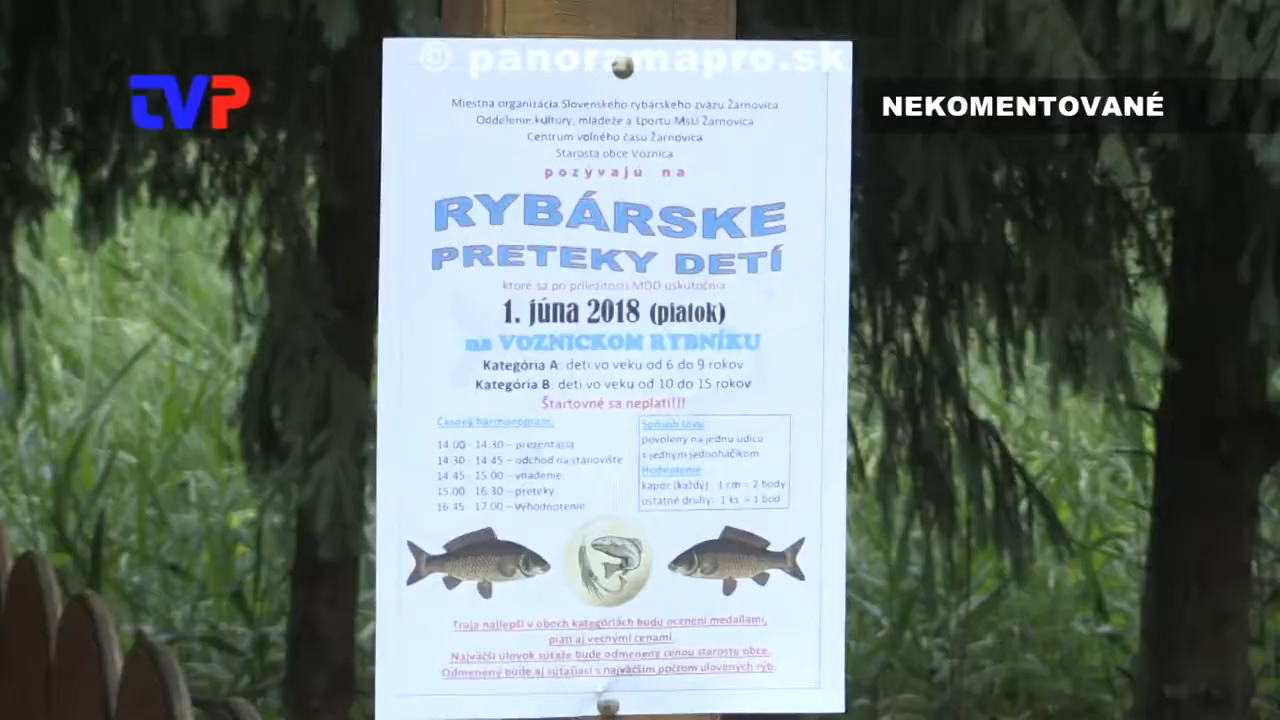 © panoramapro.sk
TVP
NEKOMENTOVANÉ
Miestna organizácia Slovenského rybárskeho zväzu Žarnovica
Oddelenie kultúry, mládeže a športu MsÚ Žarnovica
Centrum voľného času Žarnovica
Starosta obce Voznica
pozývajú na
RYBÁRSKE
PRETEKY DETÍ
ktoré sa pri príležitosti MDD uskutočnia
1. júna 2018 (piatok)
na VOZNICKOM RYBNÍKU
Kategória A: deti vo veku od 6 do 9 rokov
Kategória B: deti vo veku od 10 do 15 rokov
Štartovné sa neplatí!!!
Časový harmonogram:
14.00 - 14.30 – prezentácia
14.30 - 14.45 – odchod na stanovište
14.45 - 15.00 – vnadenie
15.00 - 16.30 – preteky
16.45 - 17.00 – vyhodnotenie
Spôsob lovu:
povolený na jednu udicu
s jedným jednoháčikom
Hodnotenie:
kapor (každý) 1 cm = 2 body
ostatné druhy: 1 ks = 1 bod
Traja najlepší v oboch kategóriách budú ocenení medailami,
platí aj vecnými cenami.
Najväčší úlovok súťaže bude odmenený cenou starostu obce.
Odmenený bude aj súťažiaci s najväčším počtom ulovených rýb.